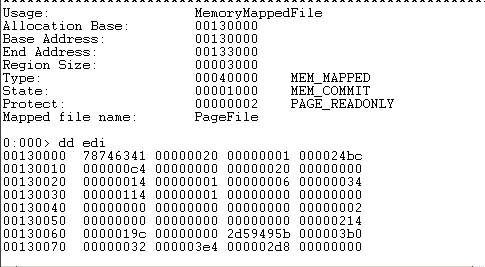 Usage: MemoryMappedFile
Allocation Base: 00130000
Base Address: 00130000
End Address: 00133000
Region Size: 00003000
Type: 00040000 MEM_MAPPED
State: 00001000 MEM_COMMIT
Protect: 00000002 PAGE_READONLY
Mapped file name: PageFile
0:000> dd edi
00130000 78746341 00000020 00000001 000024bc
00130010 000000c4 00000000 00000020 00000000
00130020 00000014 00000001 00000006 00000034
00130030 00000114 00000001 00000000 00000000
00130040 00000000 00000000 00000000 00000002
00130050 00000000 00000000 00000000 00000214
00130060 0000019c 00000000 2d59495b 000003b0
00130070 00000032 000003e4 000002d8 00000000